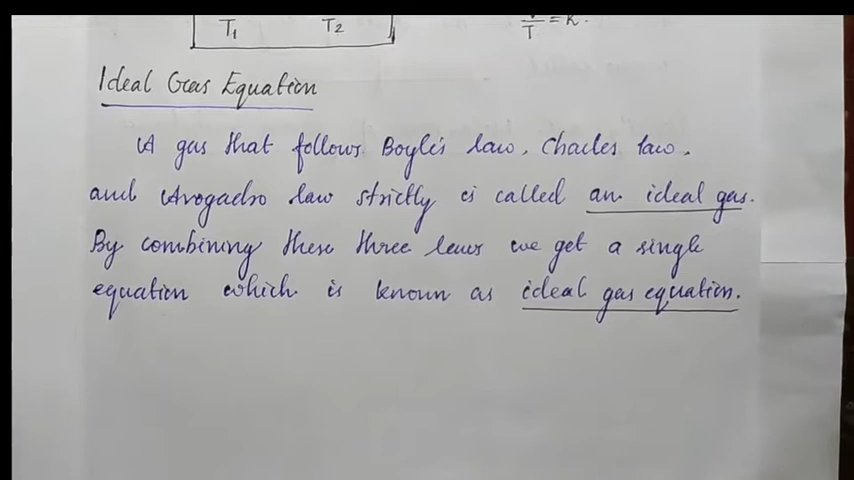 T1 T2
T = K.
Ideal Gas Equation
A gas that follows Boyle's law, Charles law,
and Avogadro law strictly is called an ideal gas.
By combining these three laws we get a single
equation which is known as ideal gas equation.